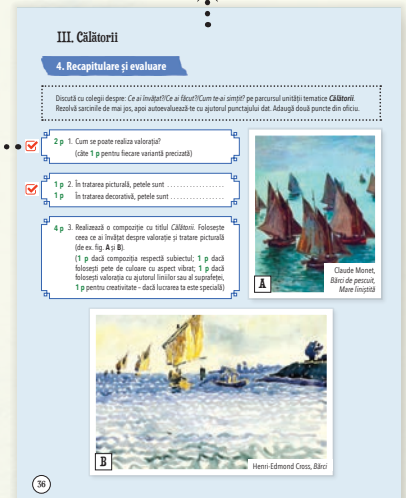 III. Călătorii
4. Recapitulare și evaluare
Discută cu colegii despre: Ce ai învățat?/Ce ai făcut?/Cum te-ai simțit? pe parcursul unității tematice Călătorii.
Rezolvă sarcinile de mai jos, apoi autoevaluează-te cu ajutorul punctajului dat. Adaugă două puncte din oficiu.
2 p 1. Cum se poate realiza valorația?
(câte 1 p pentru fiecare variantă precizată)
1 p 2. În tratarea picturală, petele sunt ..................
1 p În tratarea decorativă, petele sunt ..................
4 p 3. Realizează o compoziție cu titlul Călătorii. Folosește
ceea ce ai învățat despre valorație și tratare picturală
(de ex. fig. A și B).
(1 p dacă compoziția respectă subiectul; 1 p dacă
folosești pete de culoare cu aspect vibrat; 1 p dacă
folosești valorația cu ajutorul liniilor sau al suprafeței,
1 p pentru creativitate – dacă lucrarea ta este specială)
A
Claude Monet,
Bărci de pescuit,
Mare liniștită
B
Henri-Edmond Cross, Bărci
36